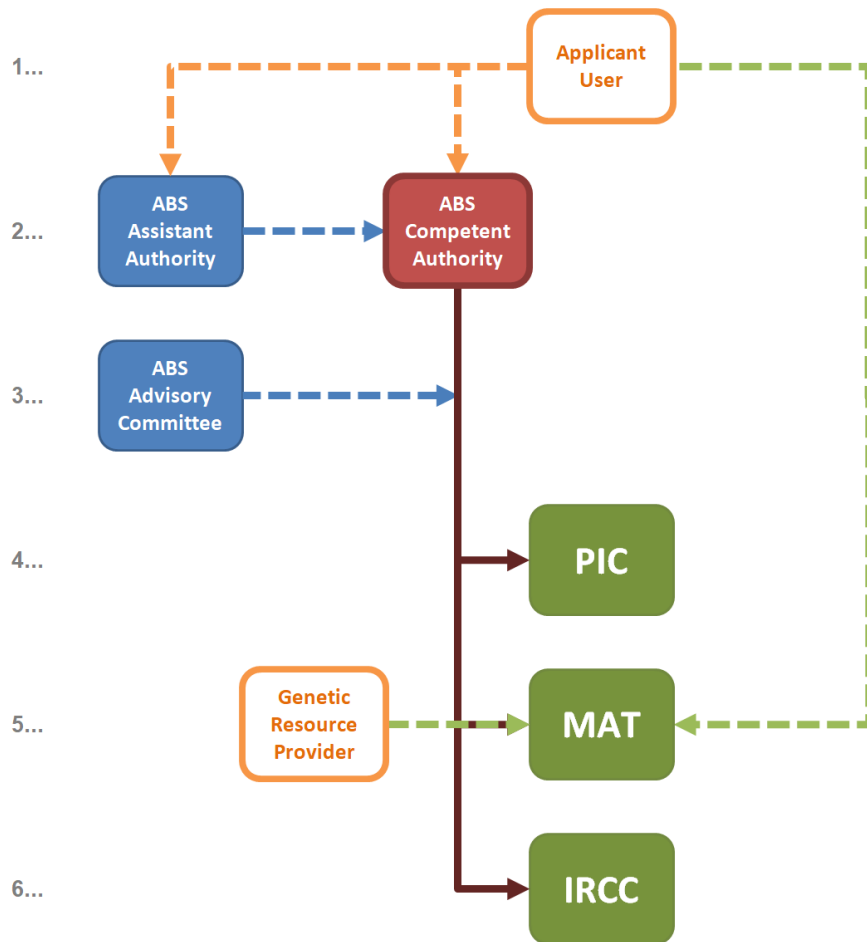 1...
Applicant
User
2...
ABS
Assistant
Authority
ABS
Competent
Authority
3...
ABS
Advisory
Committee
4...
PIC
5...
Genetic
Resource
Provider
MAT
6...
IRCC